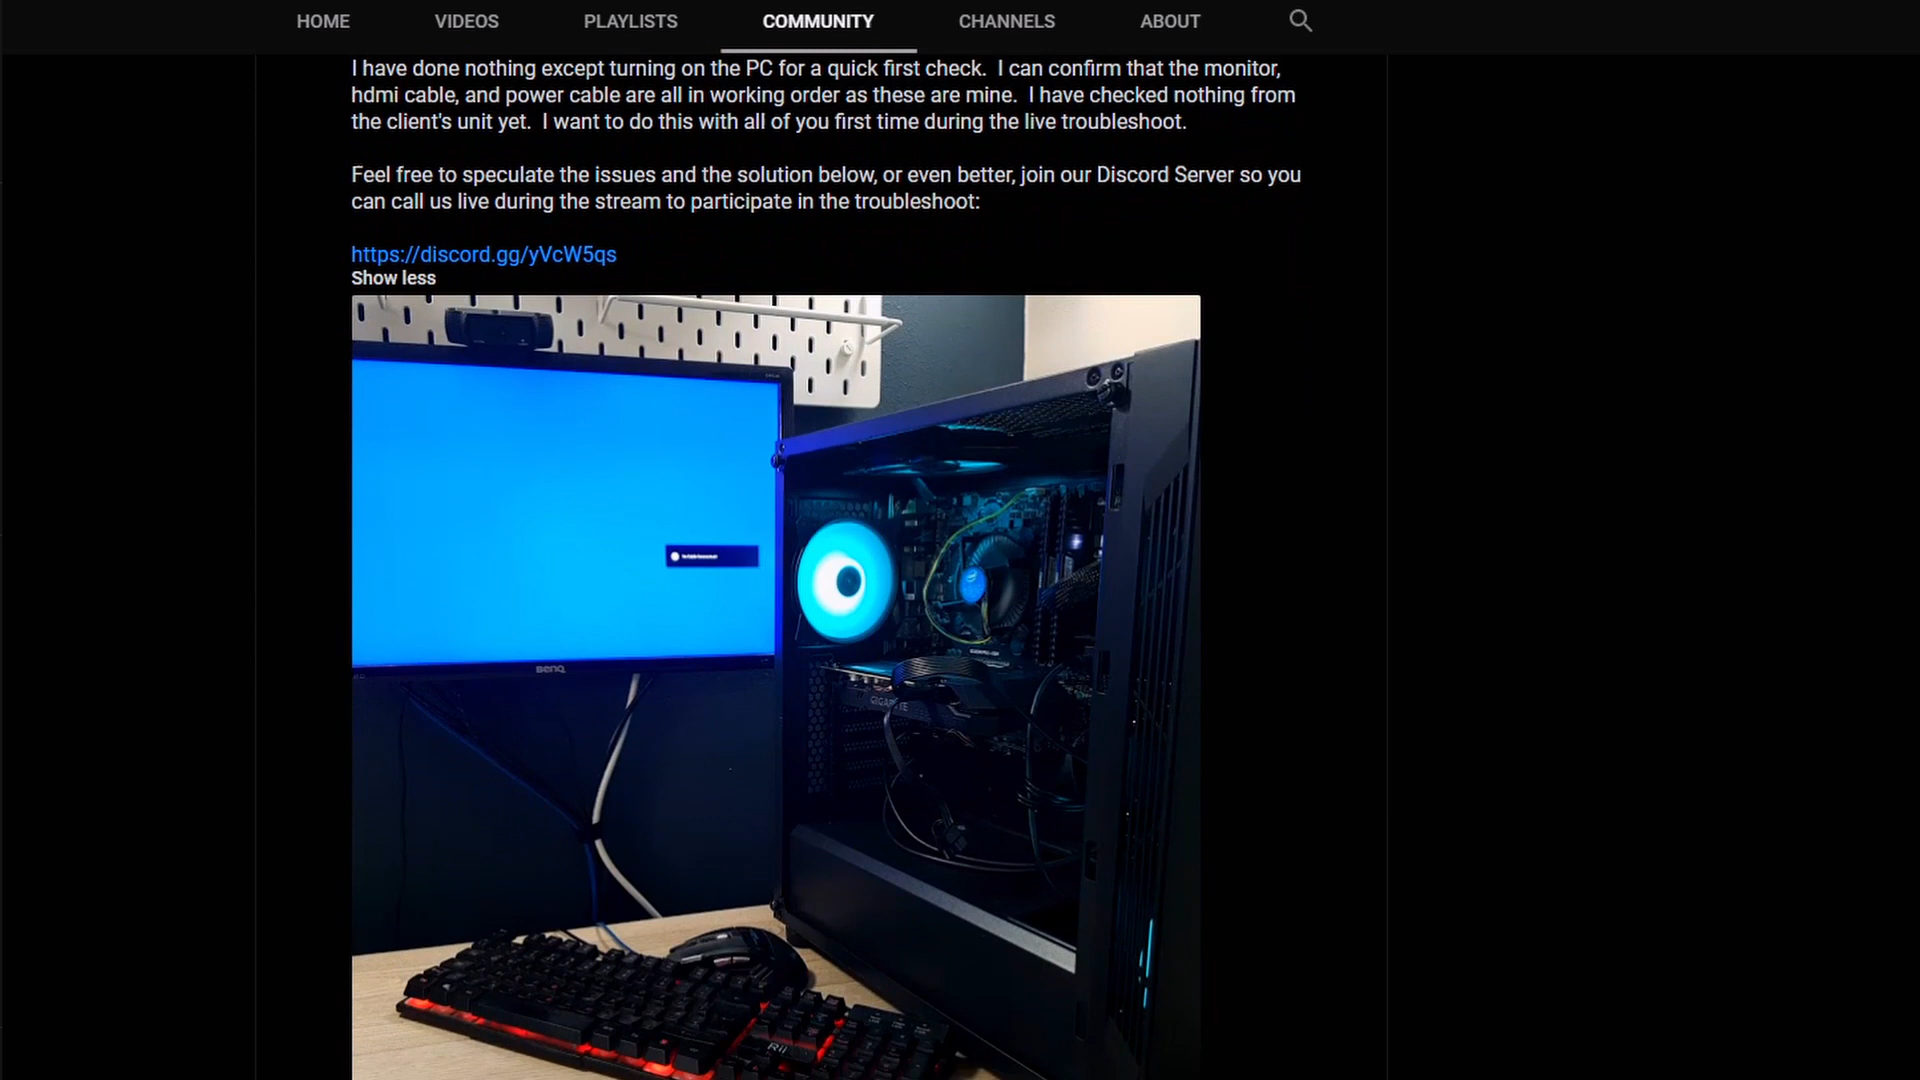 HOME VIDEOS PLAYLISTS COMMUNITY CHANNELS ABOUT
I have done nothing except turning on the PC for a quick first check. I can confirm that the monitor,
hdmi cable, and power cable are all in working order as these are mine. I have checked nothing from
the client's unit yet. I want to do this with all of you first time during the live troubleshoot.
Feel free to speculate the issues and the solution below, or even better, join our Discord Server so you
can call us live during the stream to participate in the troubleshoot:
https://discord.gg/yVcW5qs
Show less
BenQ
GIGABYTE
Rii